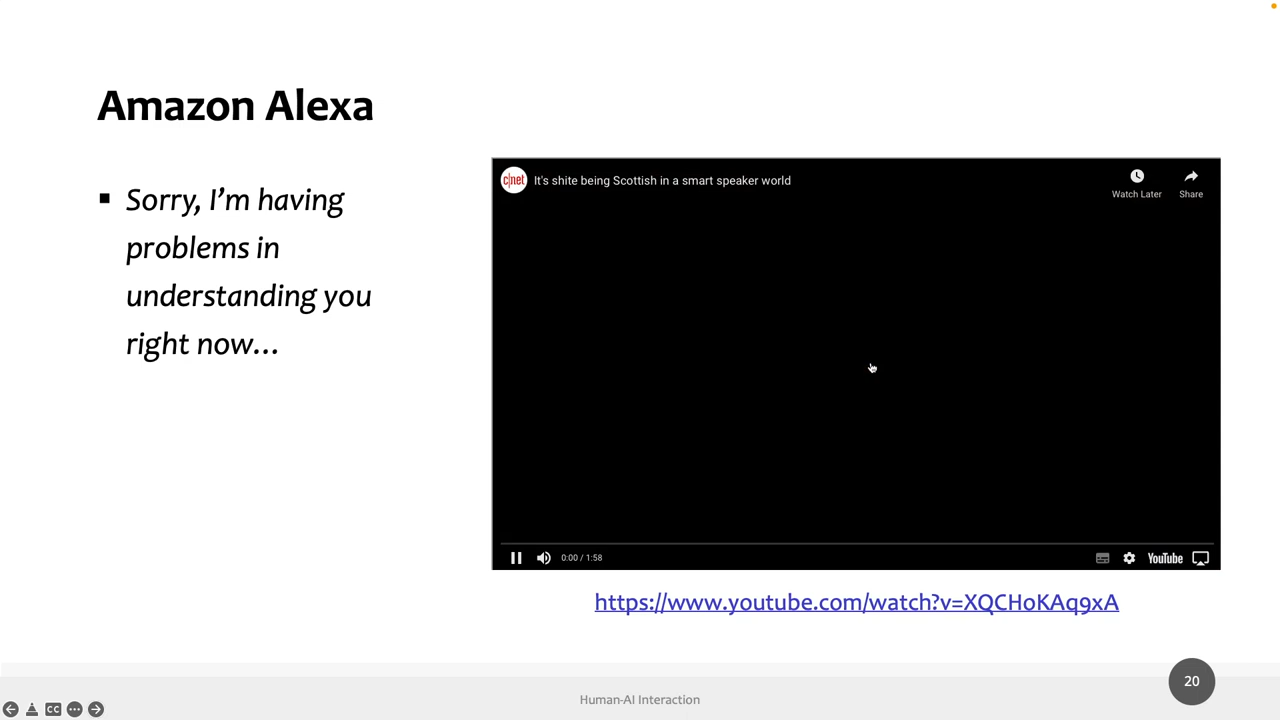 Amazon Alexa
▪ Sorry, I'm having
problems in
understanding you
right now...
c|net
It's shite being Scottish in a smart speaker world
Watch Later
Share
0:00 / 1:58
YouTube
https://www.youtube.com/watch?v=XQCHoKAq9xA
20
Human-AI Interaction
CC